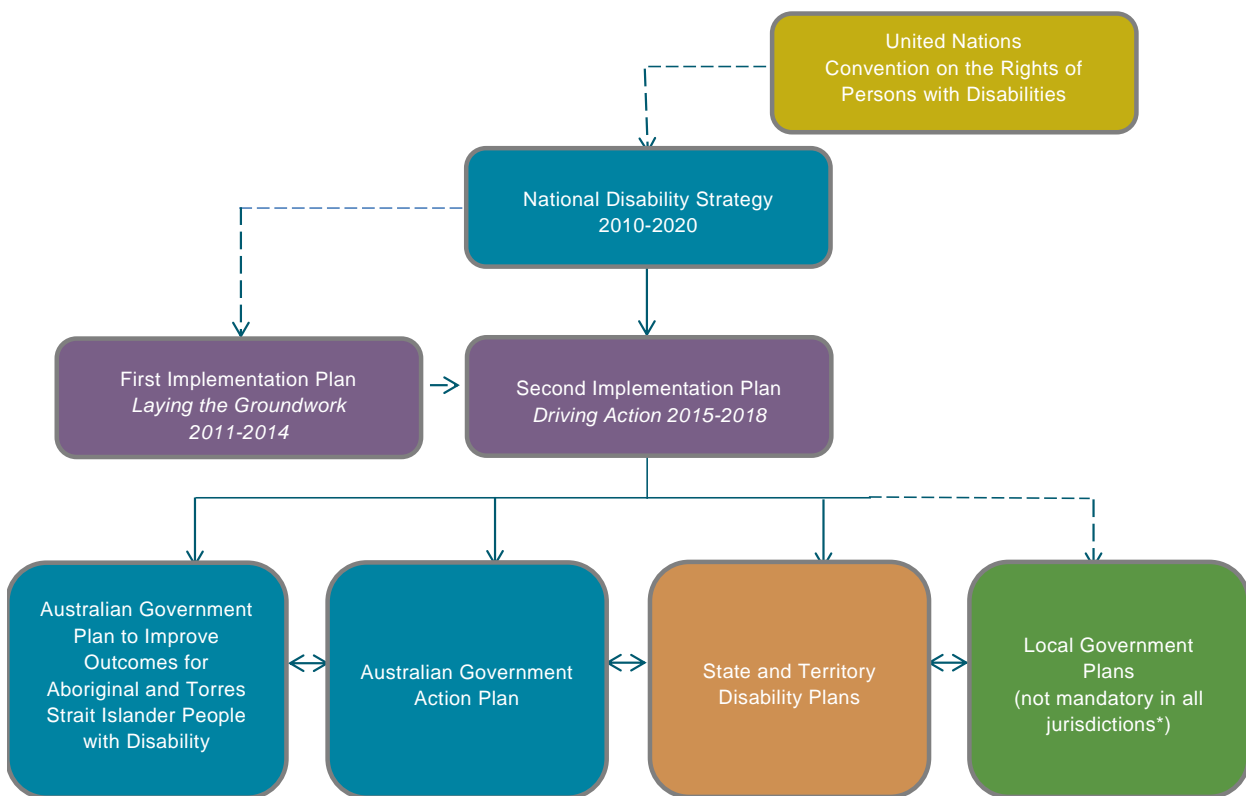 United Nations
Convention on the Rights of
Persons with Disabilities
National Disability Strategy
2010-2020
First Implementation Plan
Laying the Groundwork
2011-2014
Second Implementation Plan
Driving Action 2015-2018
Australian Government
Plan to Improve
Outcomes for
Aboriginal and Torres
Strait Islander People
with Disability
Australian Government
Action Plan
State and Territory
Disability Plans
Local Government
Plans
(not mandatory in all
jurisdictions*)